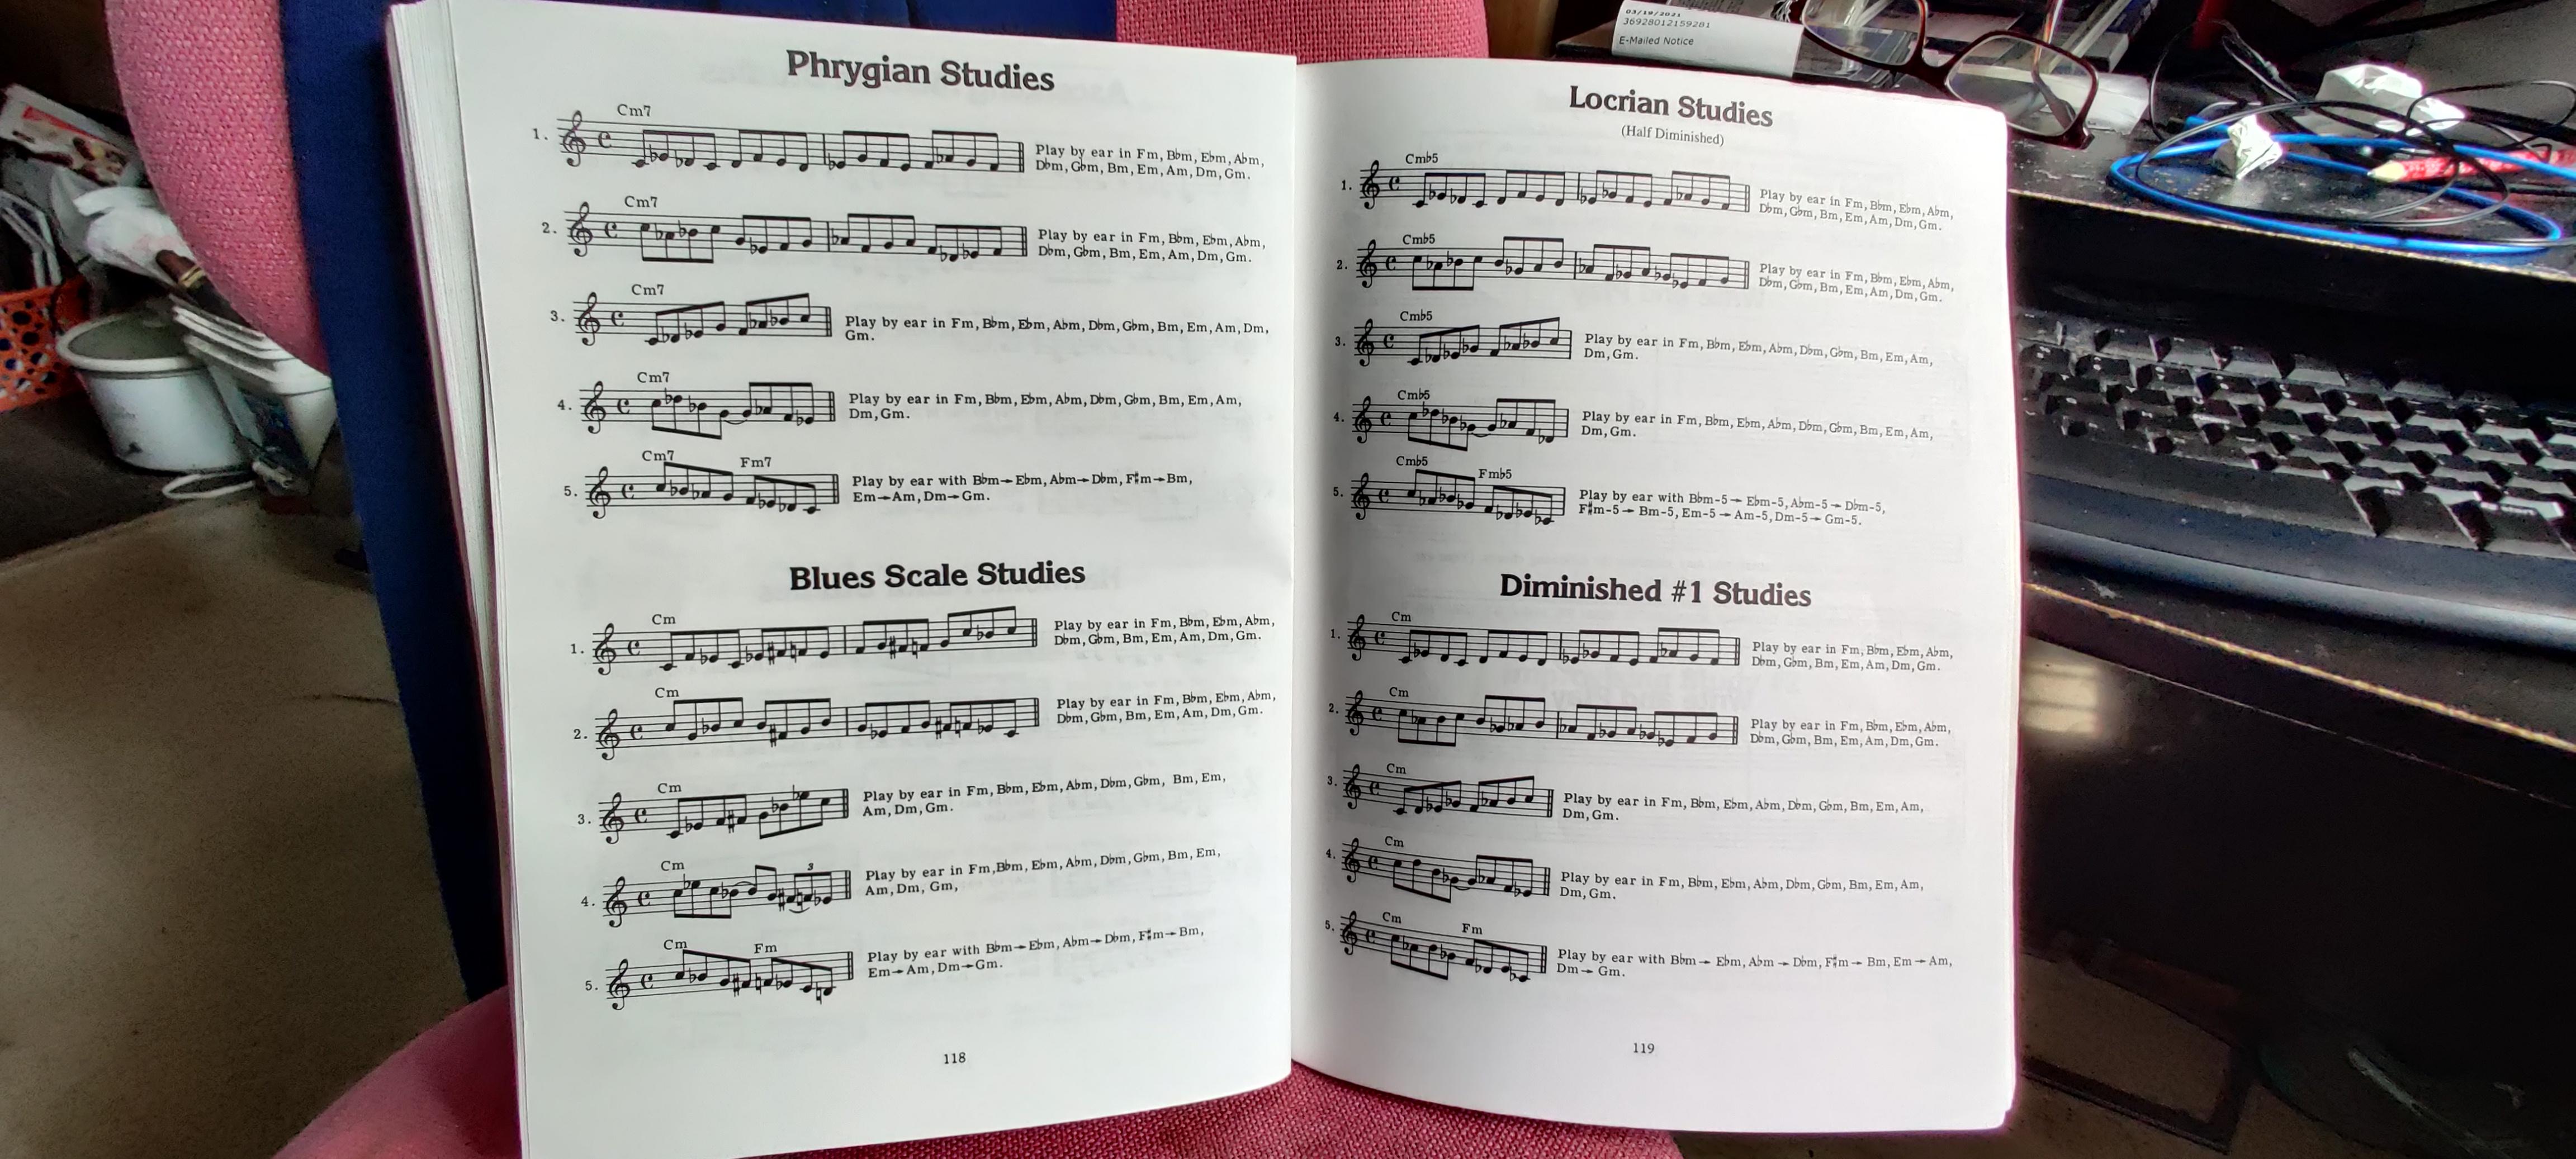 03/19/2021
36928012159281
E-Mailed Notice
Phrygian Studies
Cm7
1.
Play by ear in Fm, B♭m, E♭m, A♭m,
D♭m, G♭m, Bm, Em, Am, Dm, Gm.
Cm7
2.
Play by ear in Fm, B♭m, E♭m, A♭m,
D♭m, G♭m, Bm, Em, Am, Dm, Gm.
Cm7
3.
Play by ear in Fm, B♭m, E♭m, A♭m, D♭m, G♭m, Bm, Em, Am, Dm,
Gm.
Cm7
4.
Play by ear in Fm, B♭m, E♭m, A♭m, D♭m, G♭m, Bm, Em, Am,
Dm, Gm.
Cm7 Fm7
5.
Play by ear with B♭m→E♭m, A♭m→D♭m, F♯m→Bm,
Em→Am, Dm→Gm.
Blues Scale Studies
Cm
1.
Play by ear in Fm, B♭m, E♭m, A♭m,
D♭m, G♭m, Bm, Em, Am, Dm, Gm.
Cm
2.
Play by ear in Fm, B♭m, E♭m, A♭m,
D♭m, G♭m, Bm, Em, Am, Dm, Gm.
Cm
3.
Play by ear in Fm, B♭m, E♭m, A♭m, D♭m, G♭m, Bm, Em,
Am, Dm, Gm.
Cm
3
4.
Play by ear in Fm, B♭m, E♭m, A♭m, D♭m, G♭m, Bm, Em,
Am, Dm, Gm,
Cm Fm
5.
Play by ear with B♭m→E♭m, A♭m→D♭m, F♯m→Bm,
Em→Am, Dm→Gm.
118
Locrian Studies
(Half Diminished)
Cm♭5
1.
Play by ear in Fm, B♭m, E♭m, A♭m,
D♭m, G♭m, Bm, Em, Am, Dm, Gm.
Cm♭5
2.
Play by ear in Fm, B♭m, E♭m, A♭m,
D♭m, G♭m, Bm, Em, Am, Dm, Gm.
Cm♭5
3.
Play by ear in Fm, B♭m, E♭m, A♭m, D♭m, G♭m, Bm, Em, Am,
Dm, Gm.
Cm♭5
4.
Play by ear in Fm, B♭m, E♭m, A♭m, D♭m, G♭m, Bm, Em, Am,
Dm, Gm.
Cm♭5 Fm♭5
5.
Play by ear with B♭m-5→ E♭m-5, A♭m-5→ D♭m-5,
F♯m-5→ Bm-5, Em-5→ Am-5, Dm-5→ Gm-5.
Diminished #1 Studies
Cm
1.
Play by ear in Fm, B♭m, E♭m, A♭m,
D♭m, G♭m, Bm, Em, Am, Dm, Gm.
Cm
2.
Play by ear in Fm, B♭m, E♭m, A♭m,
D♭m, G♭m, Bm, Em, Am, Dm, Gm.
Cm
3.
Play by ear in Fm, B♭m, E♭m, A♭m, D♭m, G♭m, Bm, Em, Am,
Dm, Gm.
Cm
4.
Play by ear in Fm, B♭m, E♭m, A♭m, D♭m, G♭m, Bm, Em, Am,
Dm, Gm.
Cm Fm
5.
Play by ear with B♭m→ E♭m, A♭m → D♭m, F♯m→ Bm, Em→Am,
Dm→ Gm.
119